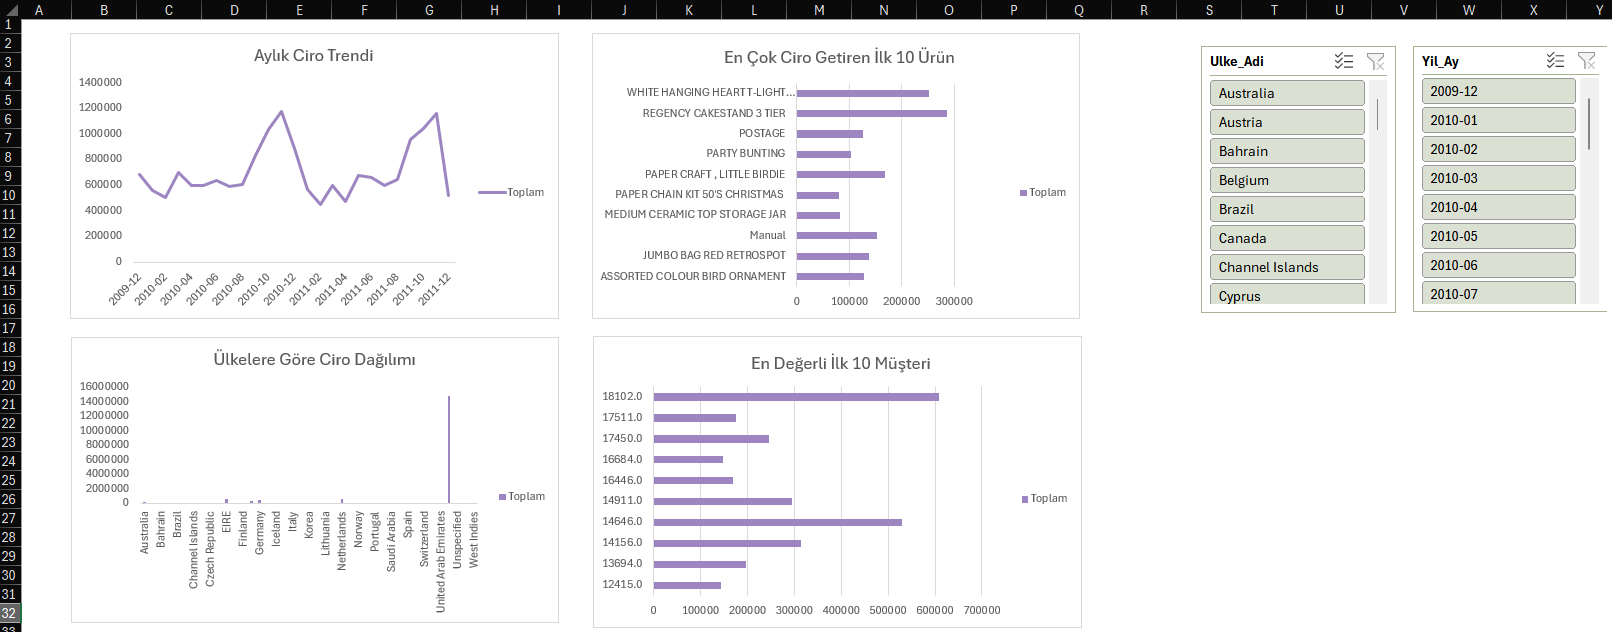 A B C D E F G H I J K L M N O P Q R S T U V W X Y
1
2
3
4
5
6
7
8
9
10
11
12
13
14
15
16
17
18
19
20
21
22
23
24
25
26
27
28
29
30
31
32
33
Aylık Ciro Trendi
1400000
1200000
1000000
800000
600000
400000
200000
0
2009-12
2010-02
2010-04
2010-06
2010-08
2010-10
2010-12
2011-02
2011-04
2011-06
2011-08
2011-10
2011-12
Toplam
En Çok Ciro Getiren İlk 10 Ürün
WHITE HANGING HEART T-LIGHT...
REGENCY CAKESTAND 3 TIER
POSTAGE
PARTY BUNTING
PAPER CRAFT , LITTLE BIRDIE
PAPER CHAIN KIT 50'S CHRISTMAS
MEDIUM CERAMIC TOP STORAGE JAR
Manual
JUMBO BAG RED RETROSPOT
ASSORTED COLOUR BIRD ORNAMENT
0 100000 200000 300000
Toplam
Ulke_Adi
Australia
Austria
Bahrain
Belgium
Brazil
Canada
Channel Islands
Cyprus
Yil_Ay
2009-12
2010-01
2010-02
2010-03
2010-04
2010-05
2010-06
2010-07
Ülkelere Göre Ciro Dağılımı
16000000
14000000
12000000
10000000
8000000
6000000
4000000
2000000
0
Australia
Bahrain
Brazil
Channel Islands
Czech Republic
EIRE
Finland
Germany
Iceland
Italy
Korea
Lithuania
Netherlands
Norway
Portugal
Saudi Arabia
Spain
Switzerland
United Arab Emirates
Unspecified
West Indies
Toplam
En Değerli İlk 10 Müşteri
18102.0
17511.0
17450.0
16684.0
16446.0
14911.0
14646.0
14156.0
13694.0
12415.0
0 100000 200000 300000 400000 500000 600000 700000
Toplam